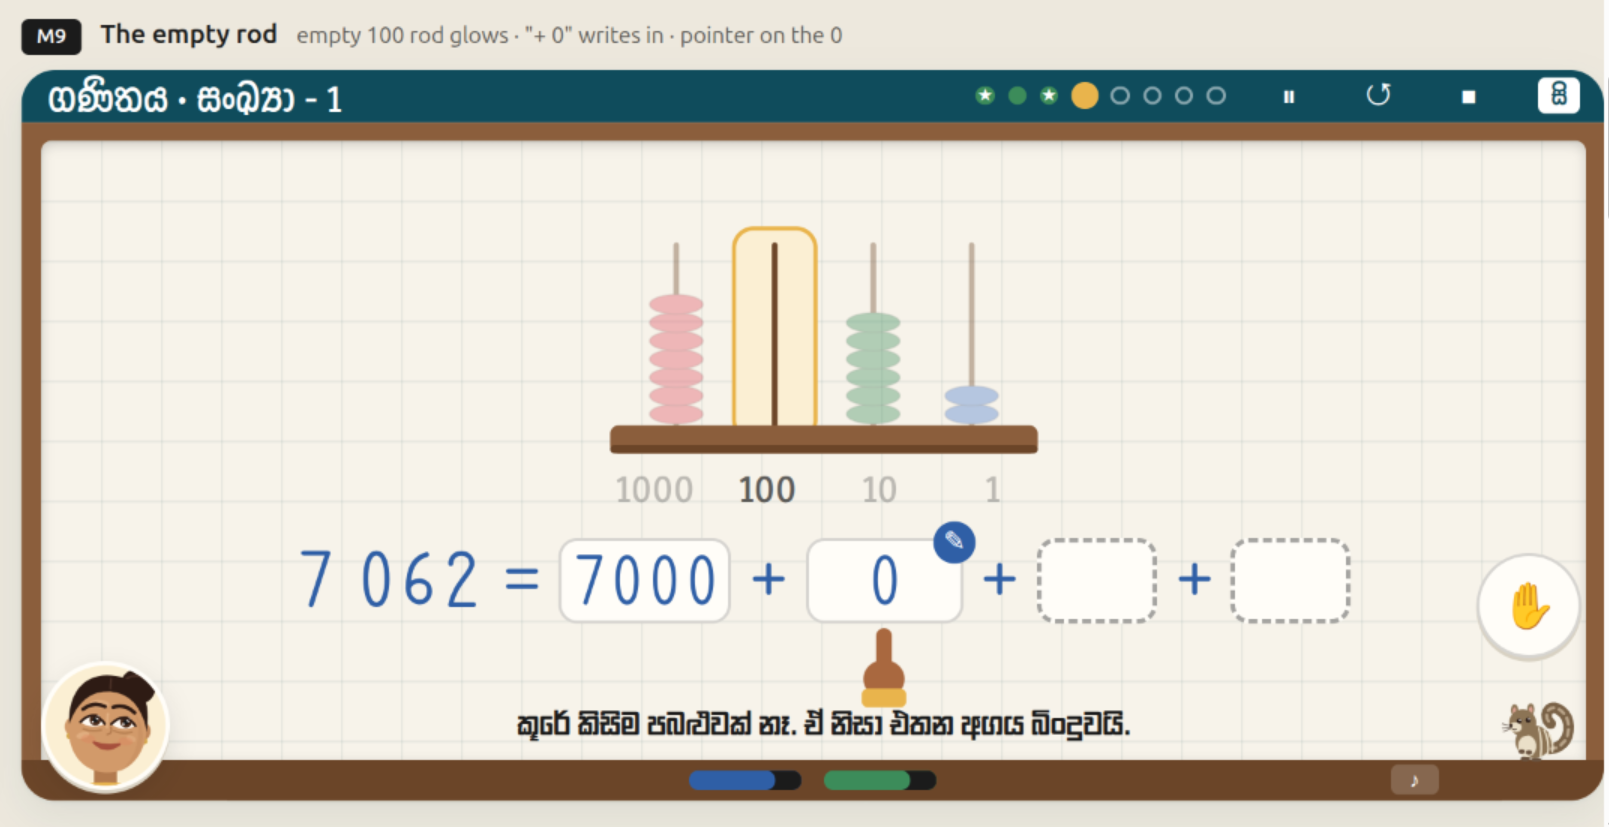 M9 The empty rod empty 100 rod glows · "+ 0" writes in · pointer on the 0
ගණිතය · සංඛ්‍යා - 1
1000 100 10 1
7 062 = 7000 + 0 + +
කූරේ කිසිම පබළුවක් නෑ. ඒ නිසා එතන අගය බිංදුවයි.